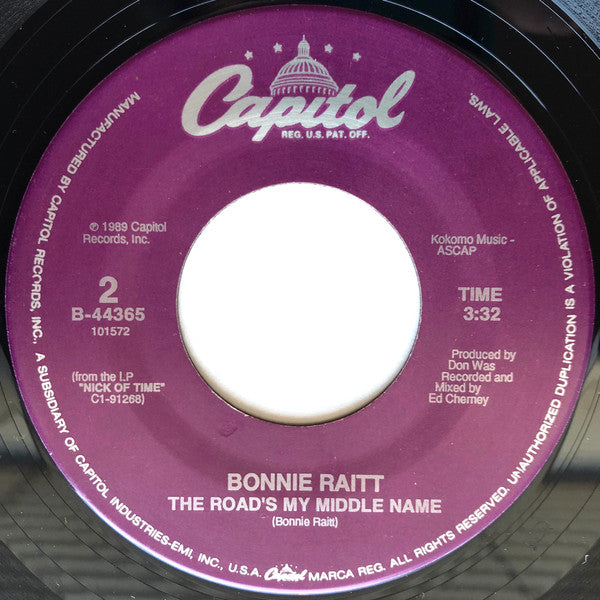 Capitol
REG. U.S. PAT. OFF.
℗ 1989 Capitol
Records, Inc.
Kokomo Music -
ASCAP
2
B-44365
101572
TIME
3:32
(from the LP
"NICK OF TIME"
C1-91268)
Produced by
Don Was
Recorded and
Mixed by
Ed Cherney
BONNIE RAITT
THE ROAD'S MY MIDDLE NAME
(Bonnie Raitt)
MANUFACTURED BY CAPITOL RECORDS, INC., A SUBSIDIARY OF CAPITOL INDUSTRIES-EMI, INC., U.S.A. Capitol MARCA REG. ALL RIGHTS RESERVED. UNAUTHORIZED DUPLICATION IS A VIOLATION OF APPLICABLE LAWS.